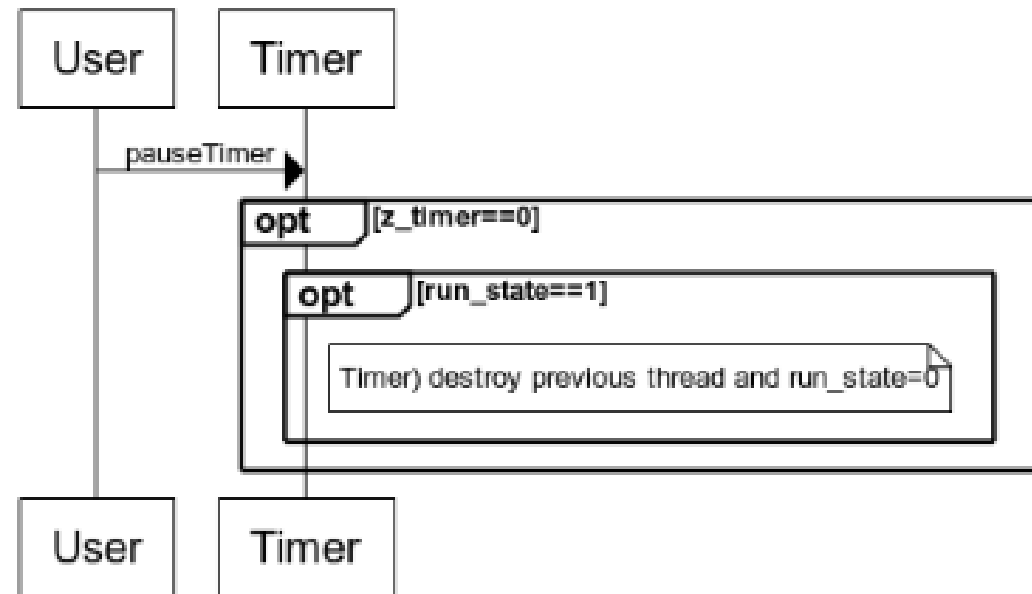 User
Timer
pauseTimer
opt
[z_timer==0]
opt
[run_state==1]
Timer) destroy previous thread and run_state=0
User
Timer